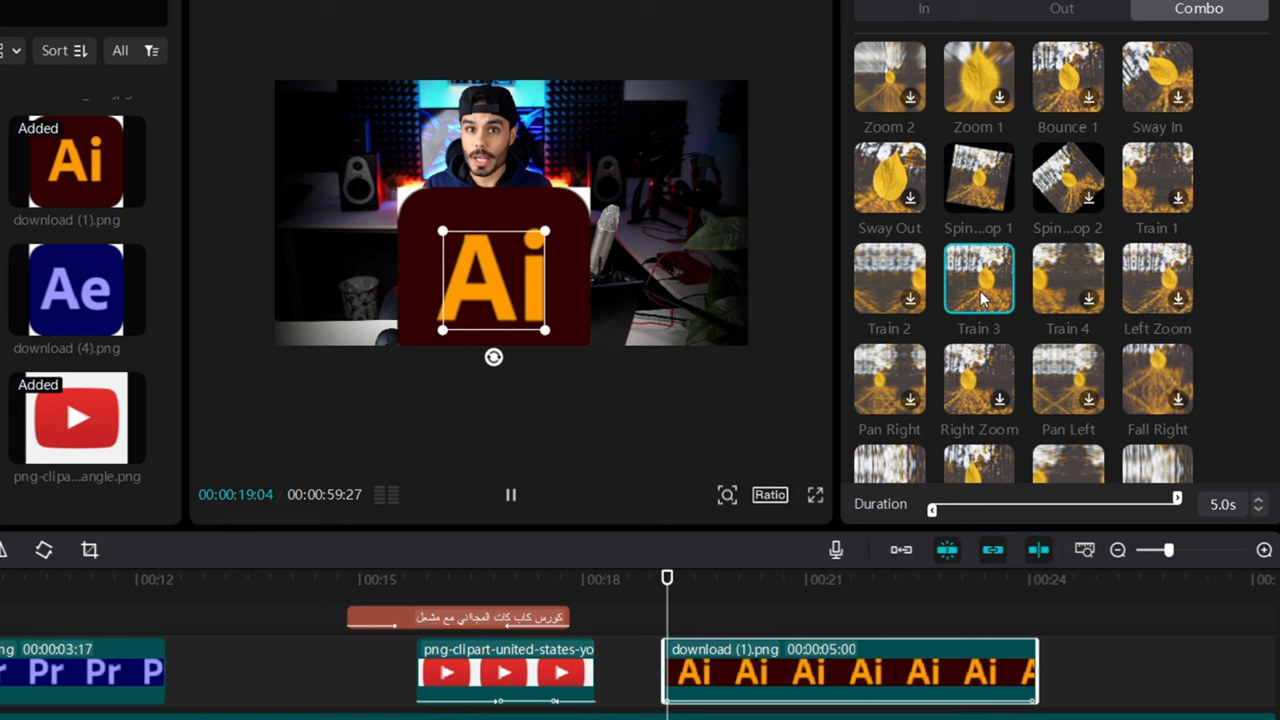 In
Out
Combo
Sort
All
Added
Ai
download (1).png
Ae
download (4).png
Added
png-clipa...angle.png
Ai
00:00:19:04 / 00:00:59:27
Ratio
Zoom 2
Zoom 1
Bounce 1
Sway In
Sway Out
Spin...op 1
Spin...op 2
Train 1
Train 2
Train 3
Train 4
Left Zoom
Pan Right
Right Zoom
Pan Left
Fall Right
Duration
5.0s
00:12
00:15
00:18
00:21
00:24
00:
كورس كاب كات المجااني مع مشعل
ng 00:00:03:17
Pr Pr P
png-clipart-united-states-yo
download (1).png 00:00:05:00
Ai Ai Ai Ai Ai Ai A